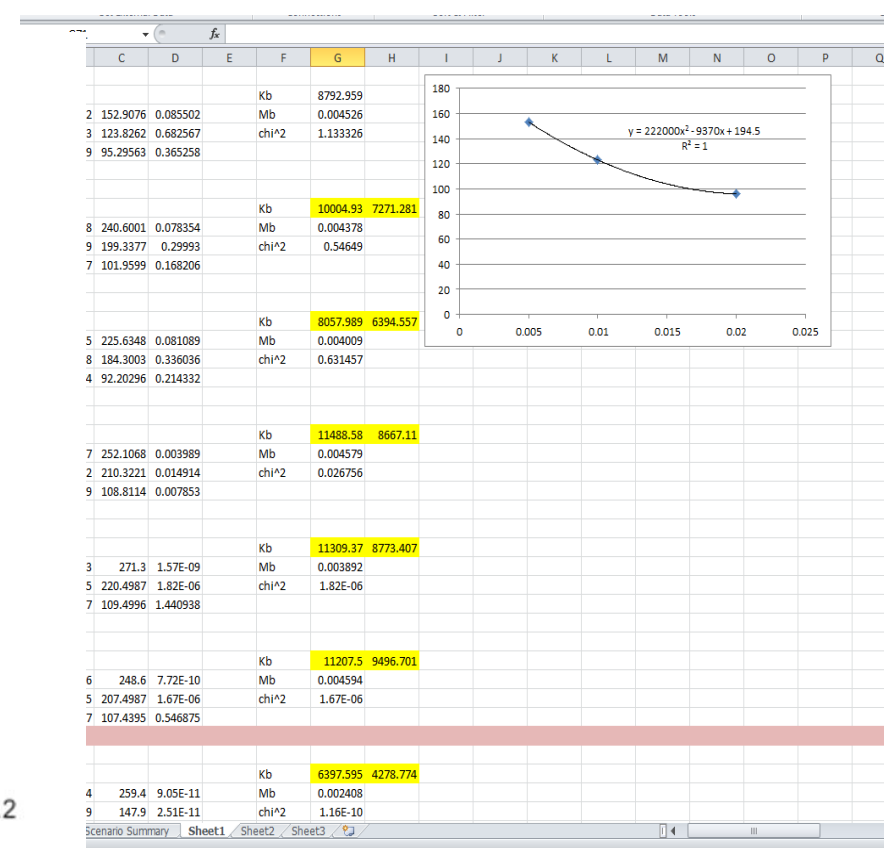 fx
C D E F G H I J K L M N O P Q
Kb 8792.959
2 152.9076 0.085502 Mb 0.004526
3 123.8262 0.682567 chi^2 1.133326
9 95.29563 0.365258
Kb 10004.93 7271.281
8 240.6001 0.078354 Mb 0.004378
9 199.3377 0.29993 chi^2 0.54649
7 101.9599 0.168206
Kb 8057.989 6394.557
5 225.6348 0.081089 Mb 0.004009
8 184.3003 0.336036 chi^2 0.631457
4 92.20296 0.214332
Kb 11488.58 8667.11
7 252.1068 0.003989 Mb 0.004579
2 210.3221 0.014914 chi^2 0.026756
9 108.8114 0.007853
Kb 11309.37 8773.407
3 271.3 1.57E-09 Mb 0.003892
5 220.4987 1.82E-06 chi^2 1.82E-06
7 109.4996 1.440938
Kb 11207.5 9496.701
6 248.6 7.72E-10 Mb 0.004594
5 207.4987 1.67E-06 chi^2 1.67E-06
7 107.4395 0.546875
Kb 6397.595 4278.774
4 259.4 9.05E-11 Mb 0.002408
9 147.9 2.51E-11 chi^2 1.16E-10
180
160
140
120
100
80
60
40
20
0
y = 222000x² - 9370x + 194.5
R² = 1
0 0.005 0.01 0.015 0.02 0.025
2
Scenario Summary Sheet1 Sheet2 Sheet3